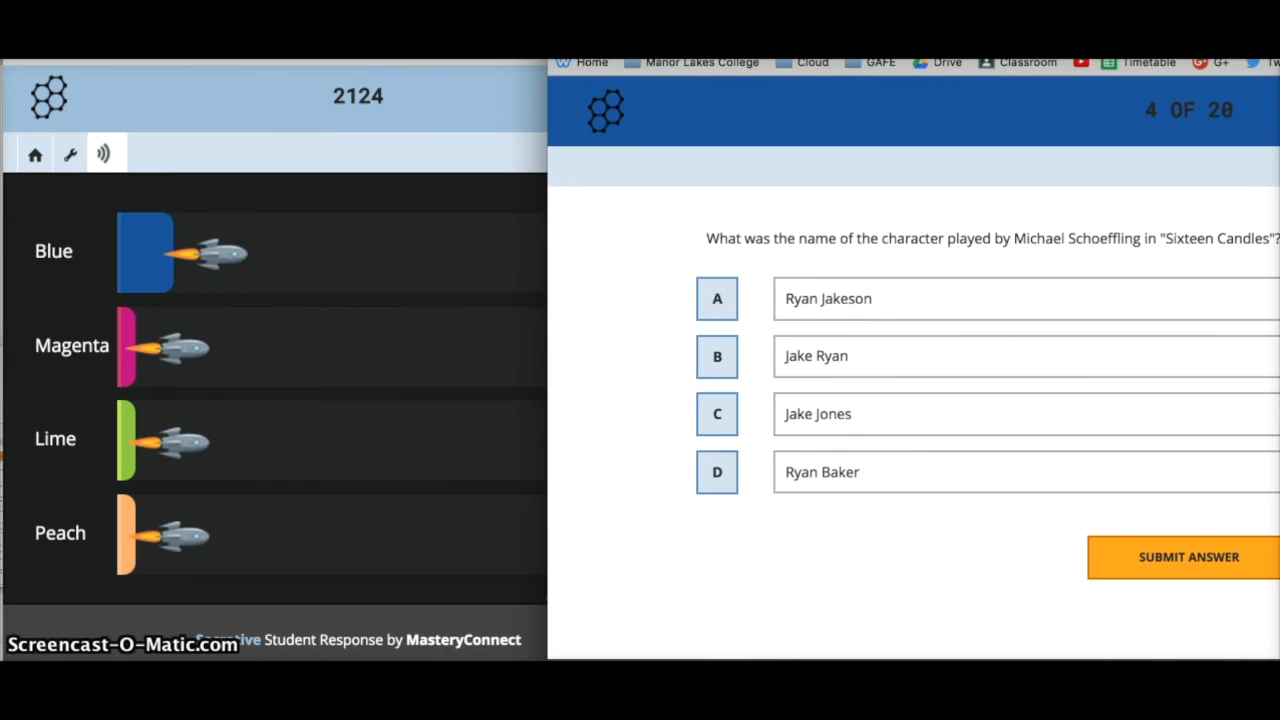 Home Manor Lakes College Cloud GAFE Drive Classroom Timetable G+ Tw
2124
4 OF 20
Blue
Magenta
Lime
Peach
What was the name of the character played by Michael Schoeffling in "Sixteen Candles"?
A Ryan Jakeson
B Jake Ryan
C Jake Jones
D Ryan Baker
SUBMIT ANSWER
Student Response by MasteryConnect
Screencast-O-Matic.com